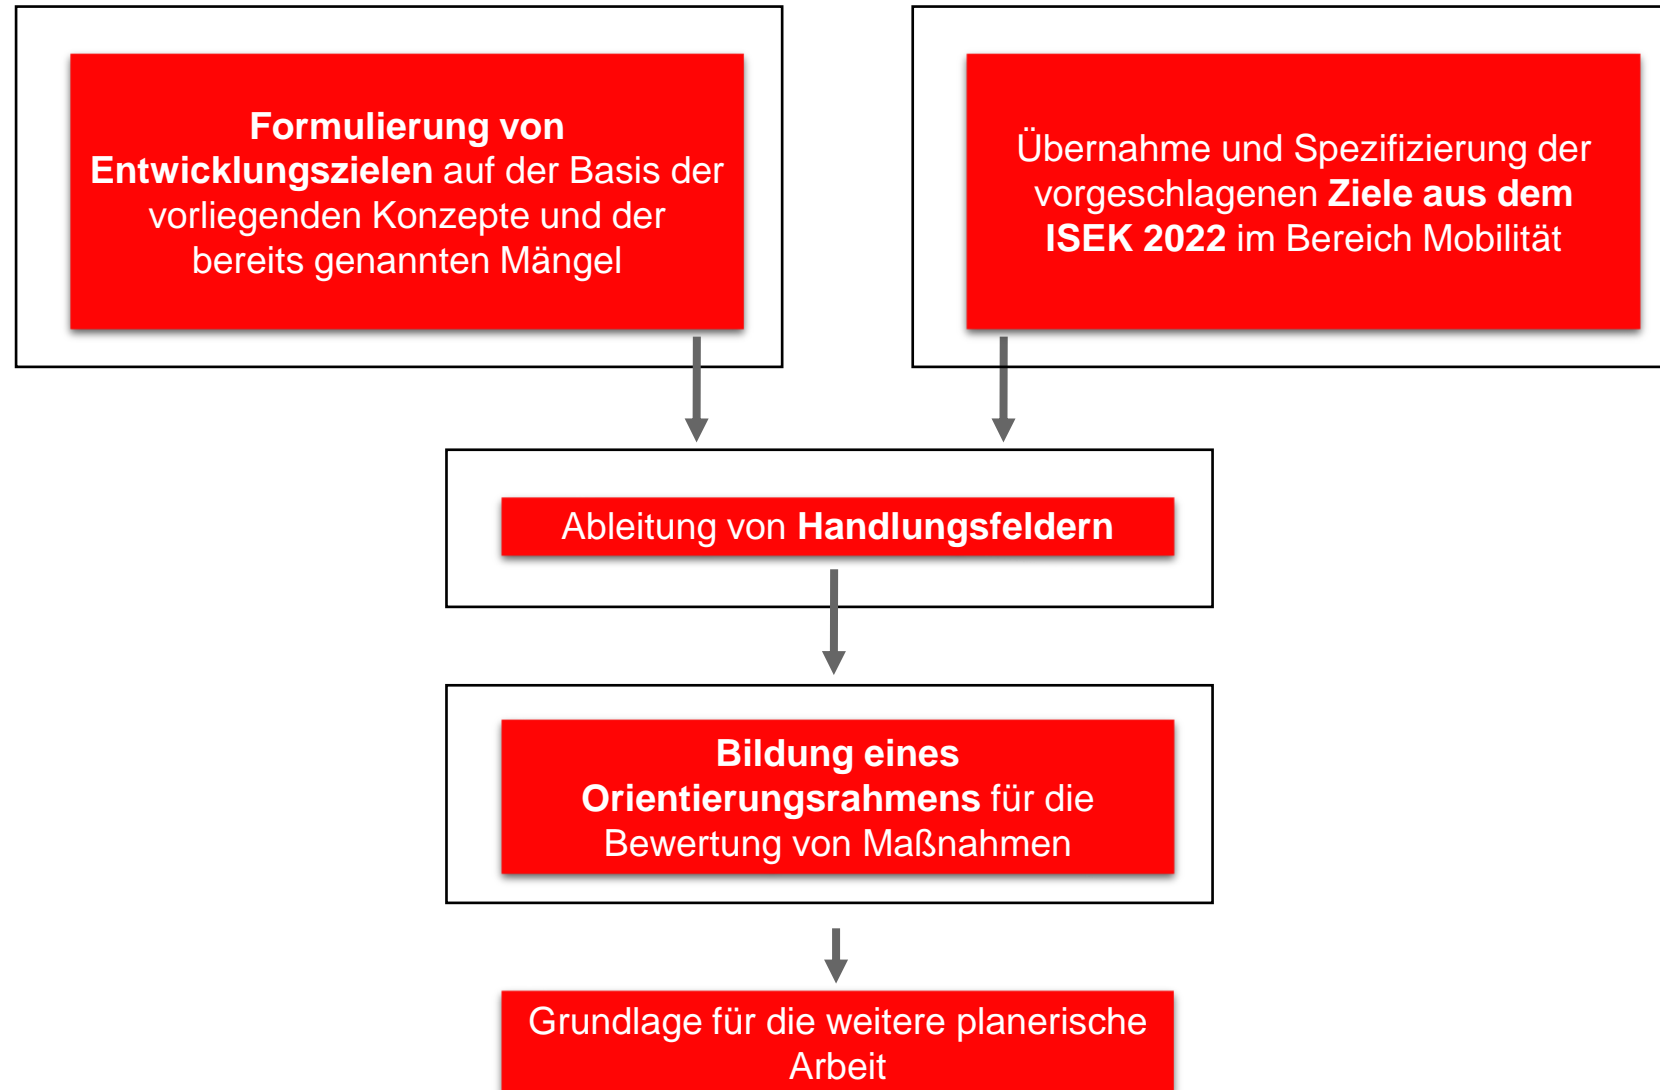 Formulierung von
Entwicklungszielen auf der Basis der
vorliegenden Konzepte und der
bereits genannten Mängel
Übernahme und Spezifizierung der
vorgeschlagenen Ziele aus dem
ISEK 2022 im Bereich Mobilität
Ableitung von Handlungsfeldern
Bildung eines
Orientierungsrahmens für die
Bewertung von Maßnahmen
Grundlage für die weitere planerische
Arbeit